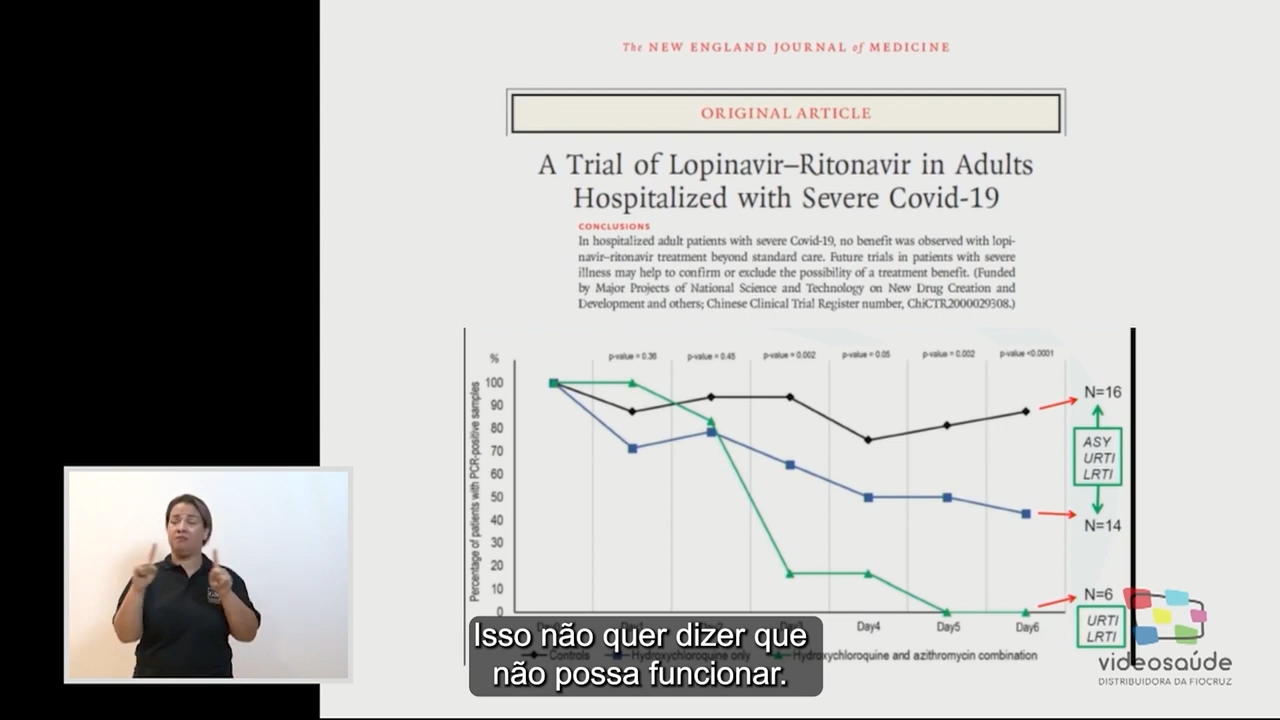 The NEW ENGLAND JOURNAL of MEDICINE
ORIGINAL ARTICLE
A Trial of Lopinavir–Ritonavir in Adults
Hospitalized with Severe Covid-19
CONCLUSIONS
In hospitalized adult patients with severe Covid-19, no benefit was observed with lopi-
navir–ritonavir treatment beyond standard care. Future trials in patients with severe
illness may help to confirm or exclude the possibility of a treatment benefit. (Funded
by Major Projects of National Science and Technology on New Drug Creation and
Development and others; Chinese Clinical Trial Register number, ChiCTR2000029308.)
% p-value = 0.36 p-value = 0.45 p-value = 0.002 p-value = 0.05 p-value = 0.002 p-value <0.0001
Percentage of patients with PCR-positive samples
100
90
80
70
60
50
40
30
20
10
0
N=16
ASY
URTI
LRTI
N=14
N=6
URTI
LRTI
Day4 Day5 Day6
Controls Hydroxychloroquine only Hydroxychloroquine and azithromycin combination
Isso não quer dizer que
não possa funcionar.
videosaúde
DISTRIBUIDORA DA FIOCRUZ